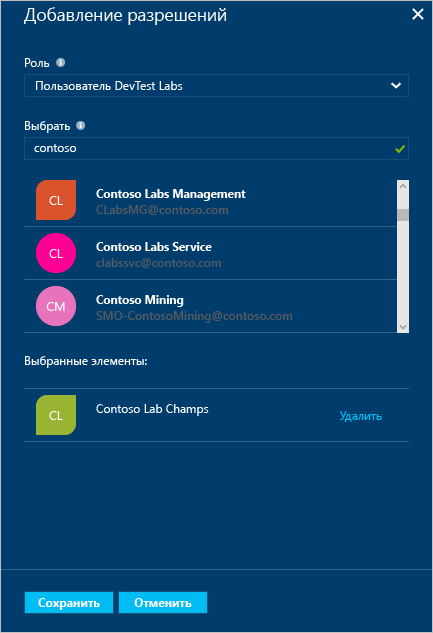 Добавление разрешений
Роль
Пользователь DevTest Labs
Выбрать
contoso
CL
Contoso Labs Management
CLabsMG@contoso.com
CL
Contoso Labs Service
clabssvc@contoso.com
CM
Contoso Mining
SMO-ContosoMining@contoso.com
Выбранные элементы:
CL
Contoso Lab Champs
Удалить
Сохранить
Отменить